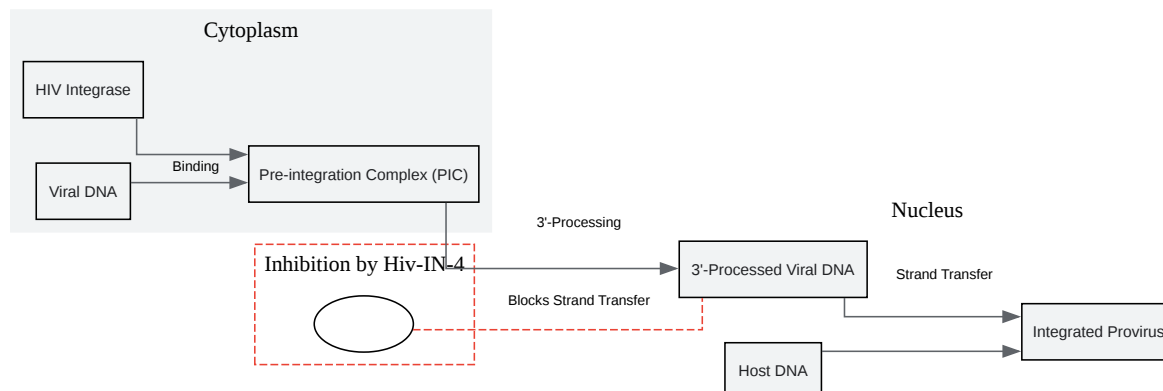 Cytoplasm
HIV Integrase
Binding
Viral DNA
Pre-integration Complex (PIC)
Nucleus
3'-Processing
Inhibition by Hiv-IN-4
3'-Processed Viral DNA
Strand Transfer
Blocks Strand Transfer
Integrated Provirus
Host DNA